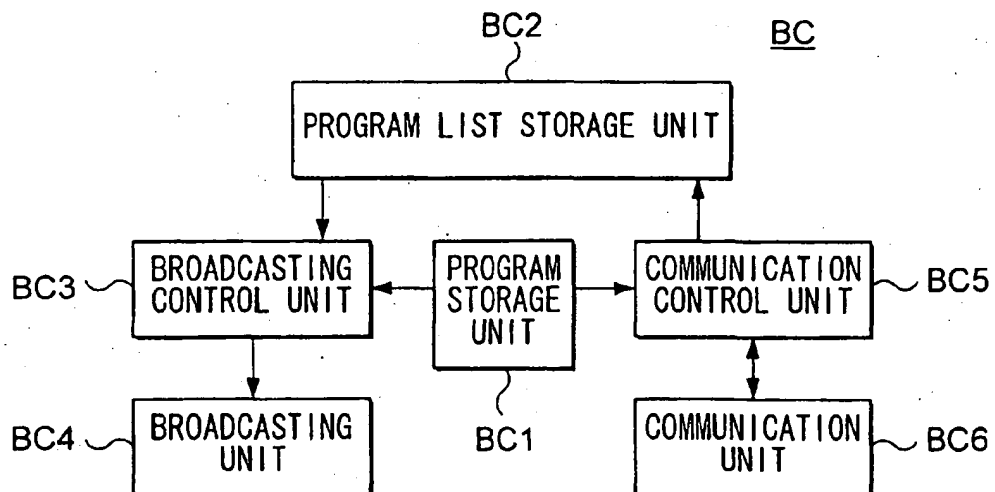 BC2
BC
PROGRAM LIST STORAGE UNIT
BC3
BROADCASTING
CONTROL UNIT
PROGRAM
STORAGE
UNIT
COMMUNICATION
CONTROL UNIT
BC5
BC4
BROADCASTING
UNIT
BC1
COMMUNICATION
UNIT
BC6